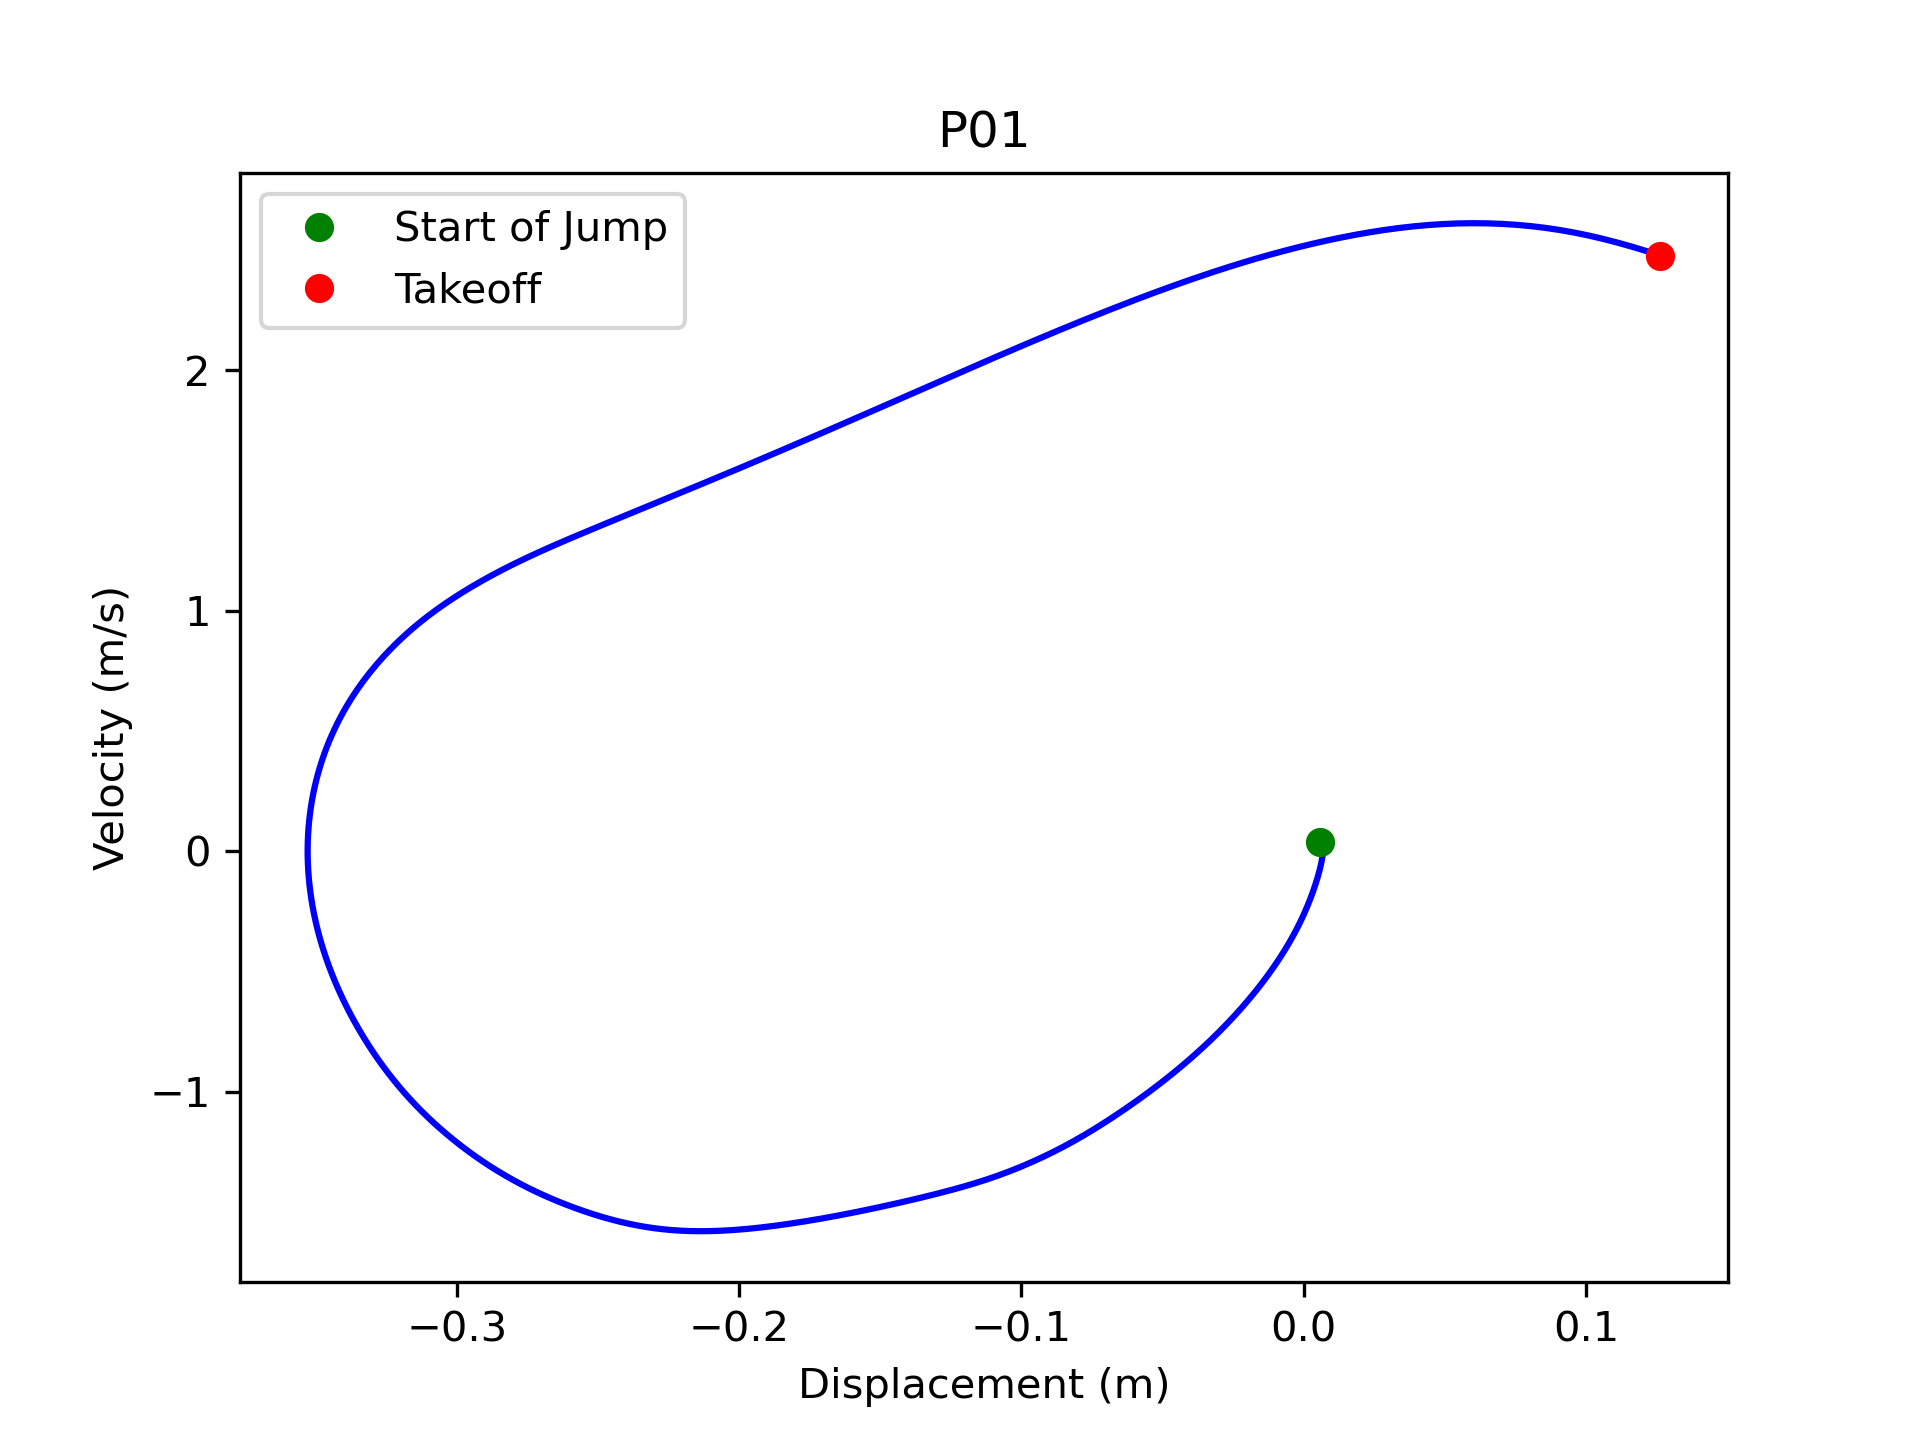 P01
Start of Jump
Takeoff
2
1
0
−1
Velocity (m/s)
−0.3 −0.2 −0.1 0.0 0.1
Displacement (m)